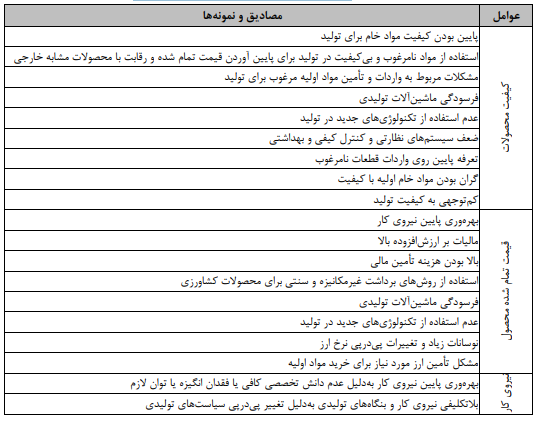 عوامل
مصادیق و نمونه‌ها
کیفیت محصولات
پایین بودن کیفیت مواد خام برای تولید
استفاده از مواد نامرغوب و بی‌کیفیت در تولید برای پایین آوردن قیمت تمام شده و رقابت با محصولات مشابه خارجی
مشکلات مربوط به واردات و تأمین مواد اولیه مرغوب برای تولید
فرسودگی ماشین‌آلات تولیدی
عدم استفاده از تکنولوژی‌های جدید در تولید
ضعف سیستم‌های نظارتی و کنترل کیفی و بهداشتی
تعرفه پایین روی واردات قطعات نامرغوب
گران بودن مواد خام اولیه با کیفیت
کم‌توجهی به کیفیت تولید
قیمت تمام شده محصول
بهره‌وری پایین نیروی کار
مالیات بر ارزش‌افزوده بالا
بالا بودن هزینه تأمین مالی
استفاده از روش‌های برداشت غیرمکانیزه و سنتی برای محصولات کشاورزی
فرسودگی ماشین‌آلات تولیدی
عدم استفاده از تکنولوژی‌های جدید در تولید
نوسانات زیاد و تغییرات پی‌درپی نرخ ارز
مشکل تأمین ارز مورد نیاز برای خرید مواد اولیه
نیروی کار
بهره‌وری پایین نیروی کار به‌دلیل عدم دانش تخصصی کافی یا فقدان انگیزه یا توان لازم
بلاتکلیفی نیروی کار و بنگاه‌های تولیدی به‌دلیل تغییر پی‌درپی سیاست‌های تولیدی